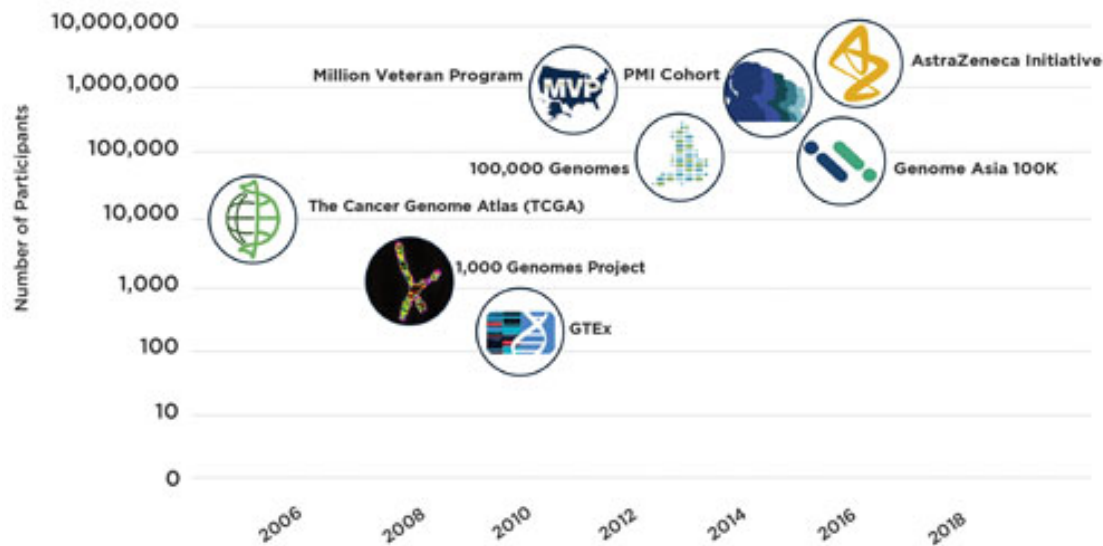 10,000,000
AstraZeneca Initiative
Million Veteran Program
MVP
PMI Cohort
1,000,000
100,000
100,000 Genomes
Genome Asia 100K
10,000
The Cancer Genome Atlas (TCGA)
1,000 Genomes Project
1,000
GTEx
100
10
0
Number of Participants
2006
2008
2010
2012
2014
2016
2018